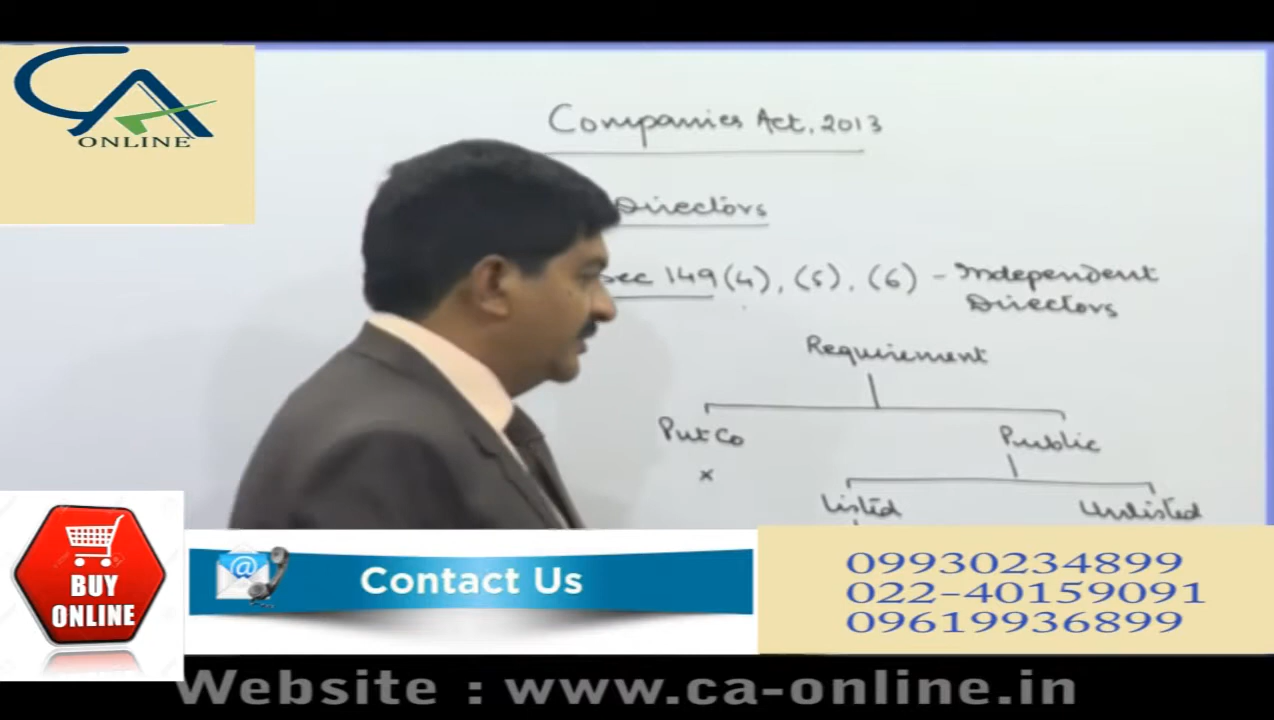 CA
ONLINE
Companies Act, 2013
Directors
Sec 149 (4), (5), (6) - Independent
Directors
Requirement
Pvt Co
Public
x
Listed
Unlisted
BUY
ONLINE
@
Contact Us
09930234899
022-40159091
09619936899
Website : www.ca-online.in